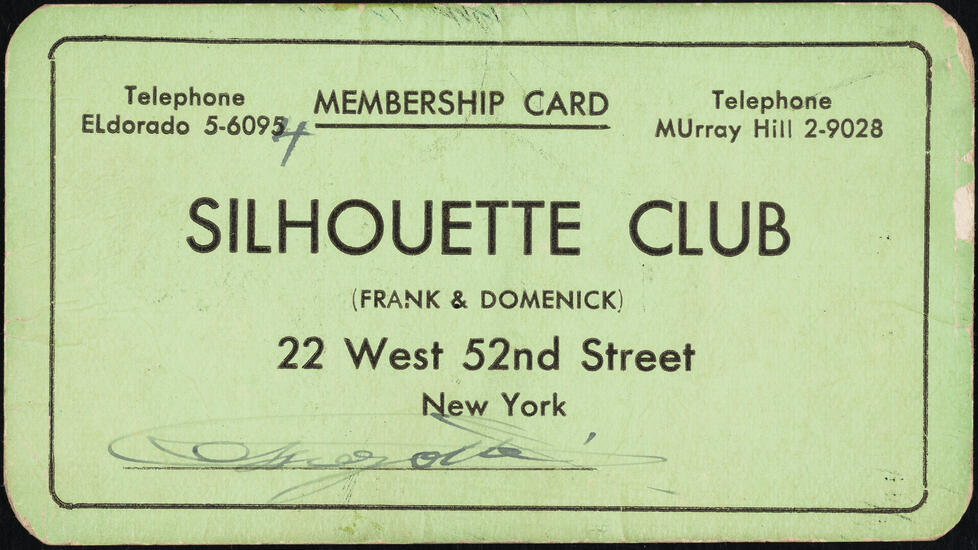 Telephone
ELdorado 5-6095 4
MEMBERSHIP CARD
Telephone
MUrray Hill 2-9028
SILHOUETTE CLUB
(FRANK & DOMENICK)
22 West 52nd Street
New York